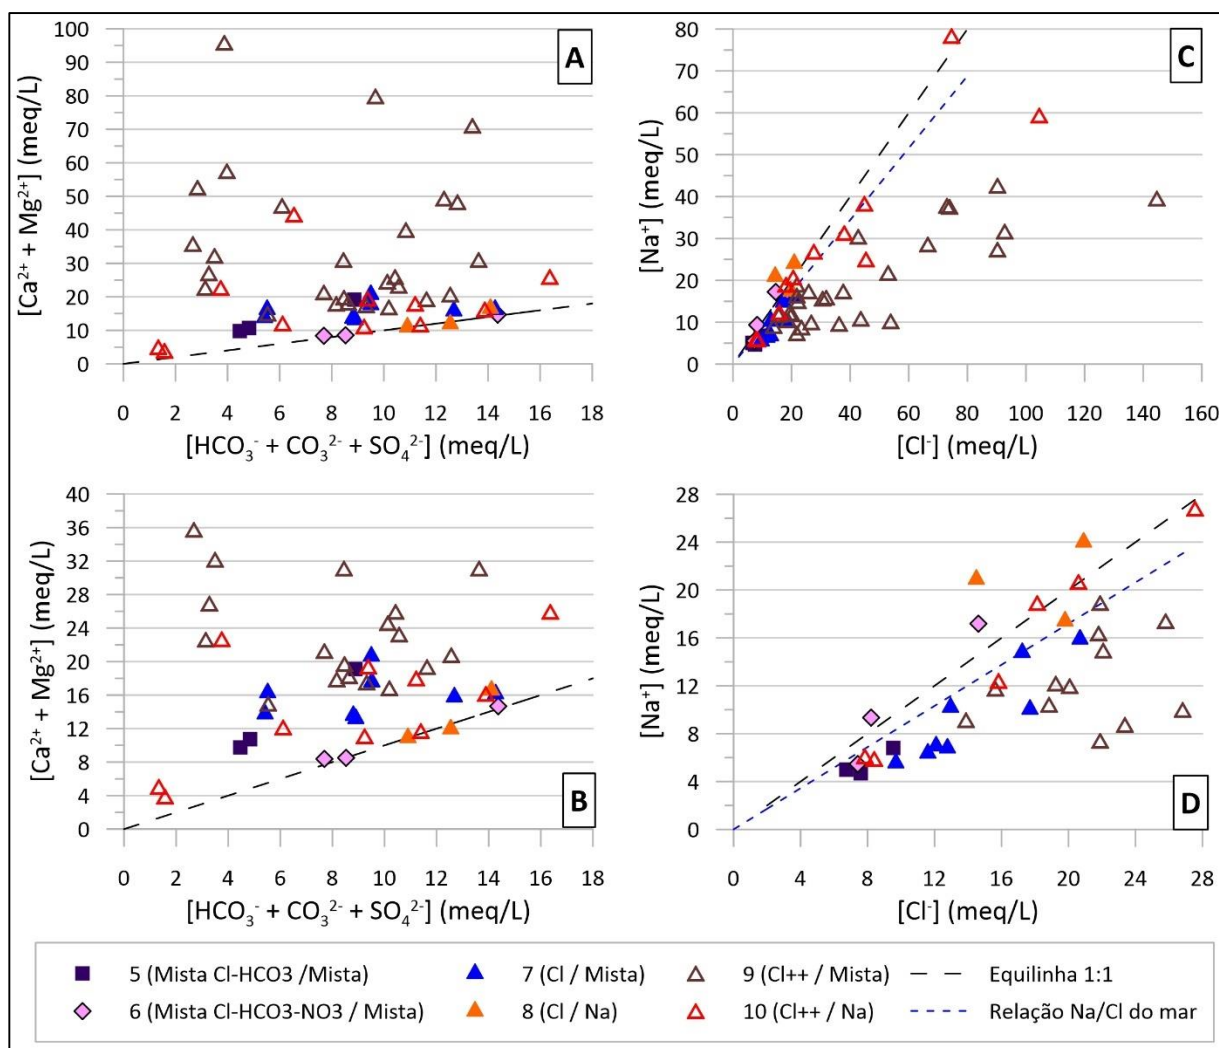 A
[Ca²⁺ + Mg²⁺] (meq/L)
100
90
80
70
60
50
40
30
20
10
0
0 2 4 6 8 10 12 14 16 18
[HCO₃⁻ + CO₃²⁻ + SO₄²⁻] (meq/L)
C
[Na⁺] (meq/L)
80
70
60
50
40
30
20
10
0
0 20 40 60 80 100 120 140 160
[Cl⁻] (meq/L)
B
[Ca²⁺ + Mg²⁺] (meq/L)
40
36
32
28
24
20
16
12
8
4
0
0 2 4 6 8 10 12 14 16 18
[HCO₃⁻ + CO₃²⁻ + SO₄²⁻] (meq/L)
D
[Na⁺] (meq/L)
28
24
20
16
12
8
4
0
0 4 8 12 16 20 24 28
[Cl⁻] (meq/L)
5 (Mista Cl-HCO3 /Mista)
7 (Cl / Mista)
9 (Cl++ / Mista)
Equilinha 1:1
6 (Mista Cl-HCO3-NO3 / Mista)
8 (Cl / Na)
10 (Cl++ / Na)
Relação Na/Cl do mar